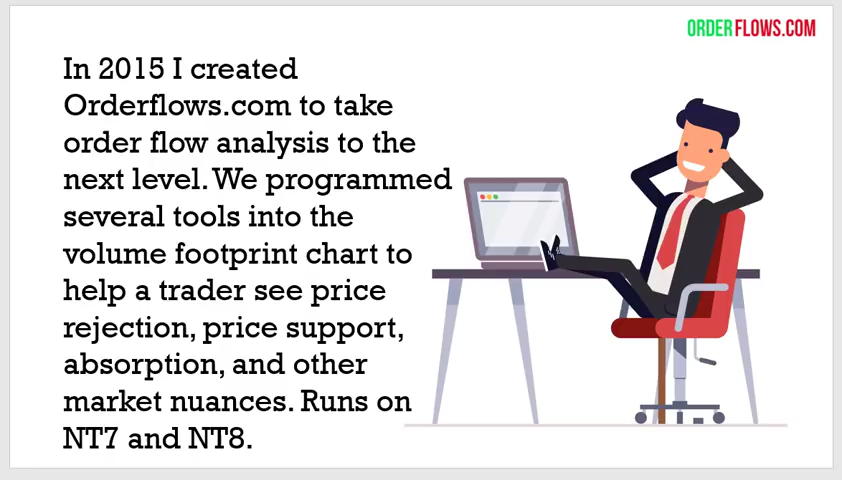 ORDERFLOWS.COM
In 2015 I created
Orderflows.com to take
order flow analysis to the
next level. We programmed
several tools into the
volume footprint chart to
help a trader see price
rejection, price support,
absorption, and other
market nuances. Runs on
NT7 and NT8.